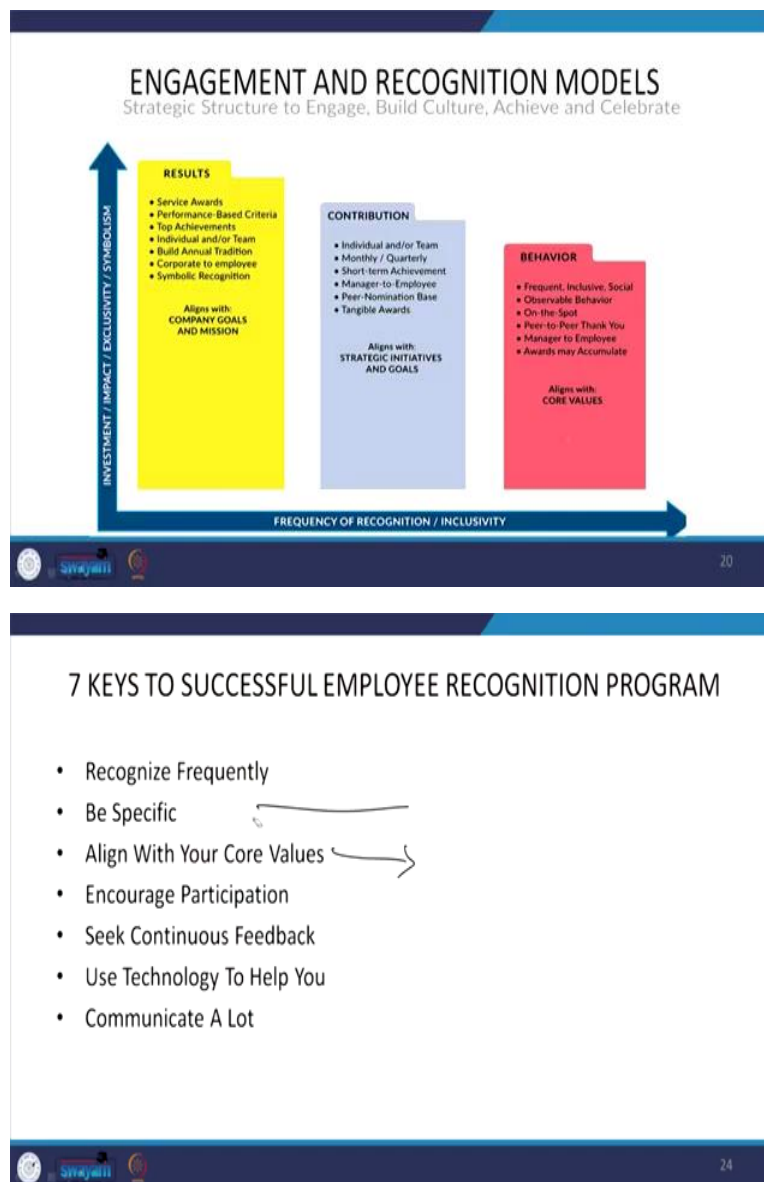 ENGAGEMENT AND RECOGNITION MODELS
Strategic Structure to Engage, Build Culture, Achieve and Celebrate
INVESTMENT / IMPACT / EXCLUSIVITY / SYMBOLISM
RESULTS
• Service Awards
• Performance-Based Criteria
• Top Achievements
• Individual and/or Team
• Build Annual Tradition
• Corporate to employee
• Symbolic Recognition
Aligns with:
COMPANY GOALS
AND MISSION
CONTRIBUTION
• Individual and/or Team
• Monthly / Quarterly
• Short-term Achievement
• Manager-to-Employee
• Peer-Nomination Base
• Tangible Awards
Aligns with:
STRATEGIC INITIATIVES
AND GOALS
BEHAVIOR
• Frequent, Inclusive, Social
• Observable Behavior
• On-the-Spot
• Peer-to-Peer Thank You
• Manager to Employee
• Awards may Accumulate
Aligns with:
CORE VALUES
FREQUENCY OF RECOGNITION / INCLUSIVITY
swayam
20
7 KEYS TO SUCCESSFUL EMPLOYEE RECOGNITION PROGRAM
• Recognize Frequently
• Be Specific
• Align With Your Core Values
• Encourage Participation
• Seek Continuous Feedback
• Use Technology To Help You
• Communicate A Lot
swayam
24